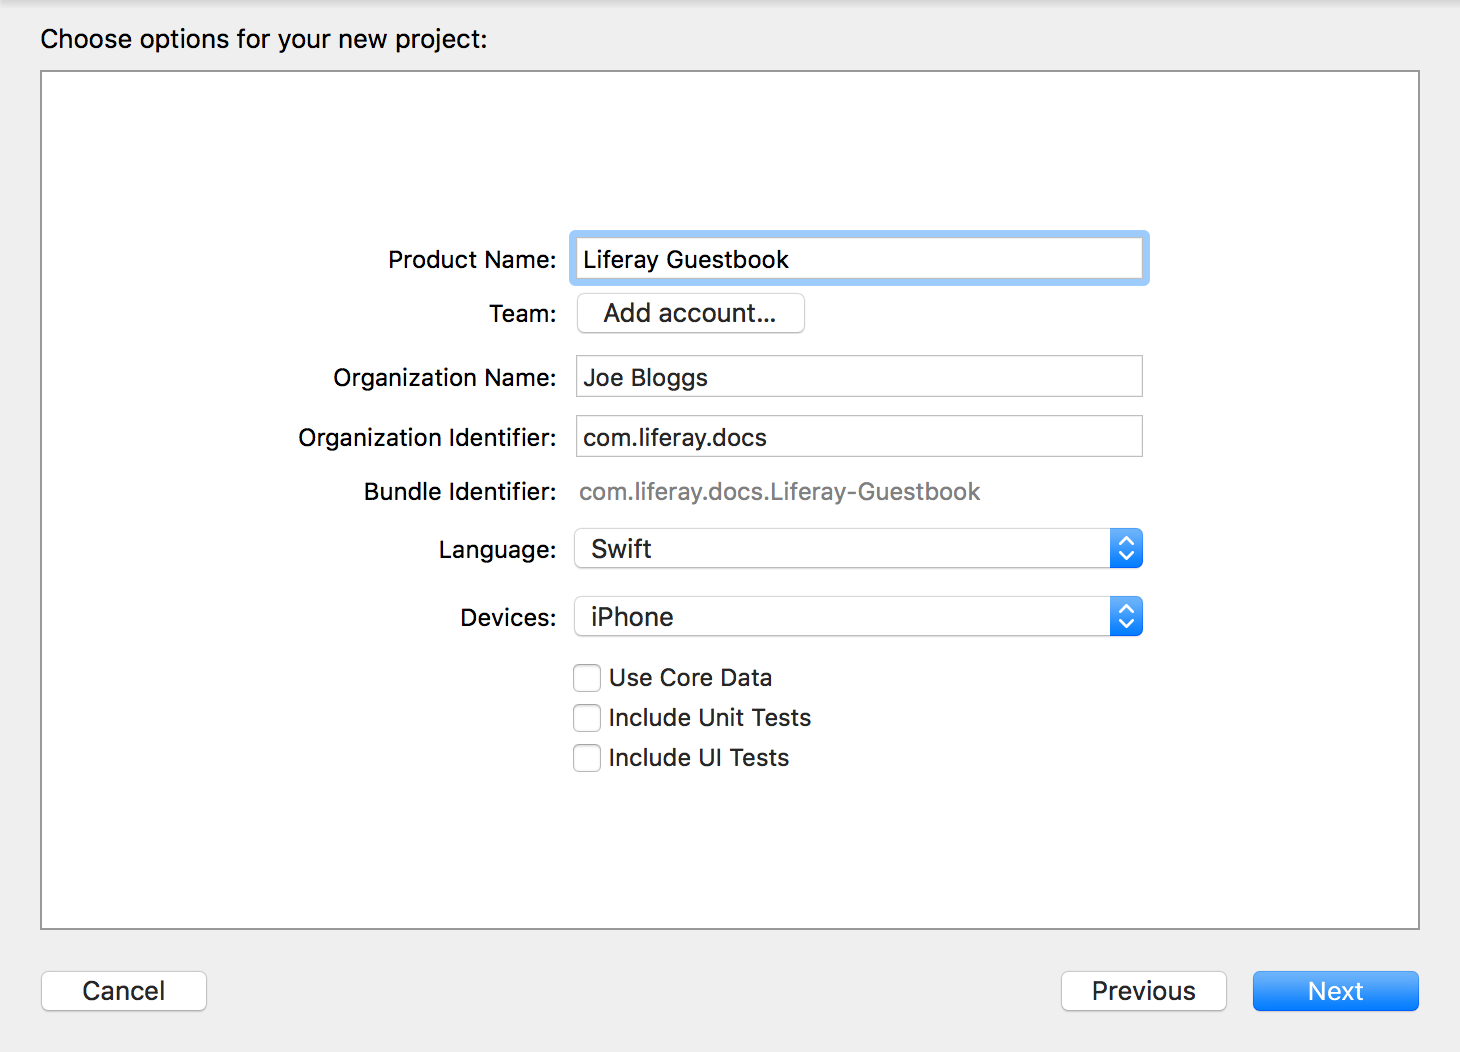 Choose options for your new project:
Product Name: Liferay Guestbook
Team: Add account...
Organization Name: Joe Bloggs
Organization Identifier: com.liferay.docs
Bundle Identifier: com.liferay.docs.Liferay-Guestbook
Language: Swift
Devices: iPhone
Use Core Data
Include Unit Tests
Include UI Tests
Cancel Previous Next